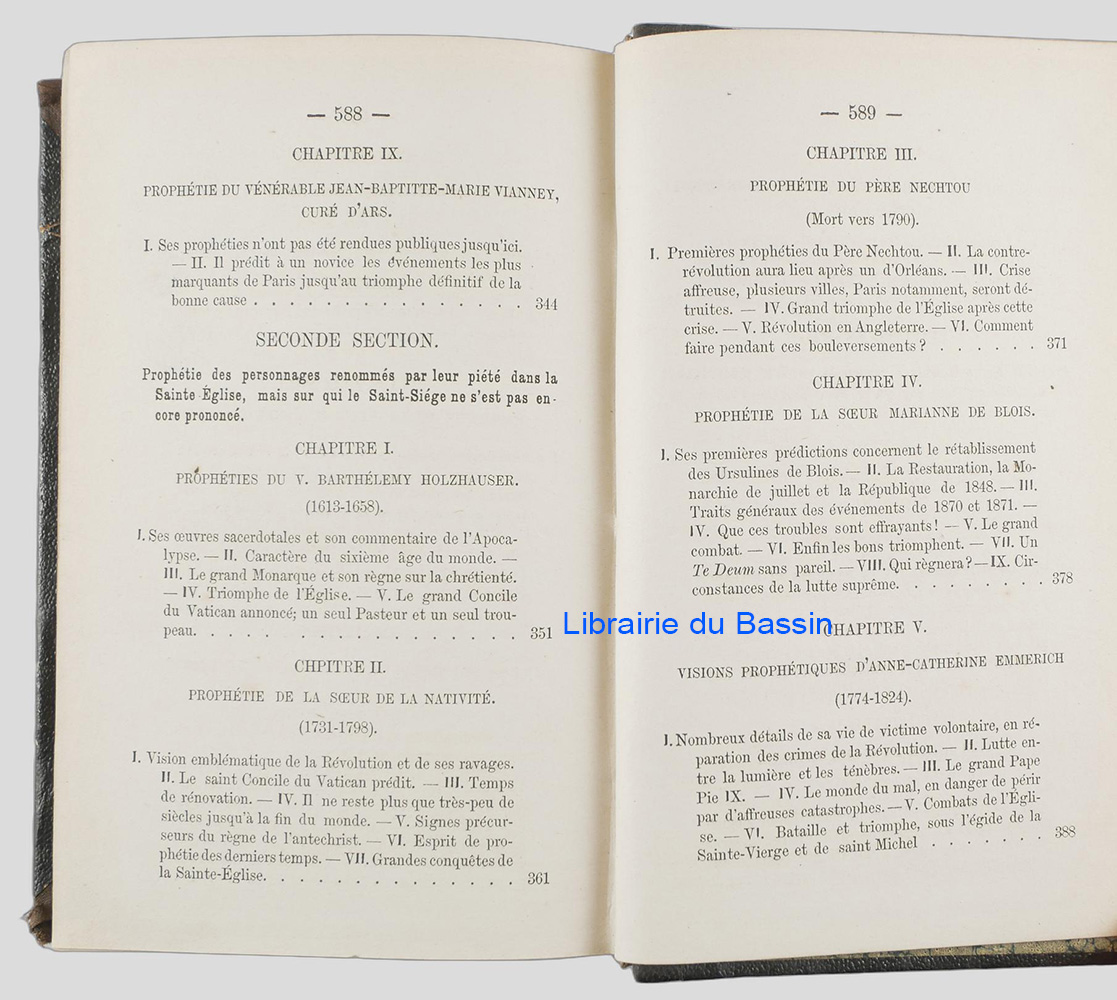 — 588 —
CHAPITRE IX.
PROPHÉTIE DU VÉNÉRABLE JEAN-BAPTITTE-MARIE VIANNEY,
CURÉ D'ARS.
I. Ses prophéties n'ont pas été rendues publiques jusqu'ici.
— II. Il prédit à un novice les événements les plus
marquants de Paris jusqu'au triomphe définitif de la
bonne cause . . . . . . . . . . . . . . . 344
SECONDE SECTION.
Prophétie des personnages renommés par leur piété dans la
Sainte Église, mais sur qui le Saint-Siége ne s'est pas en-
core prononcé.
CHAPITRE I.
PROPHÉTIES DU V. BARTHÉLEMY HOLZHAUSER.
(1613-1658).
I. Ses œuvres sacerdotales et son commentaire de l'Apoca-
lypse. — II. Caractère du sixième âge du monde. —
III. Le grand Monarque et son règne sur la chrétienté.
— IV. Triomphe de l'Église. — V. Le grand Concile
du Vatican annoncé; un seul Pasteur et un seul trou-
peau. . . . . . . . . . . . . . . . . 351
CHPITRE II.
PROPHÉTIE DE LA SŒUR DE LA NATIVITÉ.
(1731-1798).
I. Vision emblématique de la Révolution et de ses ravages.
II. Le saint Concile du Vatican prédit. — III. Temps
de rénovation. — IV. Il ne reste plus que très-peu de
siècles jusqu'à la fin du monde. — V. Signes précur-
seurs du règne de l'antechrist. — VI. Esprit de pro-
phétie des derniers temps. — VII. Grandes conquêtes de
la Sainte-Église. . . . . . . . . . . . . . 361
— 589 —
CHAPITRE III.
PROPHÉTIE DU PÈRE NECHTOU
(Mort vers 1790).
I. Premières prophéties du Père Nechtou. — II. La contre-
révolution aura lieu après un d'Orléans. — III. Crise
affreuse, plusieurs villes, Paris notamment, seront dé-
truites. — IV. Grand triomphe de l'Église après cette
crise. — V. Révolution en Angleterre. — VI. Comment
faire pendant ces bouleversements ? . . . . . . 371
CHAPITRE IV.
PROPHÉTIE DE LA SŒUR MARIANNE DE BLOIS.
I. Ses premières prédictions concernent le rétablissement
des Ursulines de Blois. — II. La Restauration, la Mo-
narchie de juillet et la République de 1848. — III.
Traits généraux des événements de 1870 et 1871. —
IV. Que ces troubles sont effrayants ! — V. Le grand
combat. — VI. Enfin les bons triomphent. — VII. Un
Te Deum sans pareil. — VIII. Qui règnera ? — IX. Cir-
constances de la lutte suprême. . . . . . . . . 378
Librairie du Bassin
CHAPITRE V.
VISIONS PROPHÉTIQUES D'ANNE-CATHERINE EMMERICH
(1774-1824).
I. Nombreux détails de sa vie de victime volontaire, en ré-
paration des crimes de la Révolution. — II. Lutte en-
tre la lumière et les ténèbres. — III. Le grand Pape
Pie IX. — IV. Le monde du mal, en danger de périr
par d'affreuses catastrophes. — V. Combats de l'Égli-
se. — VI. Bataille et triomphe, sous l'égide de la
Sainte-Vierge et de saint Michel . . . . . . . 388